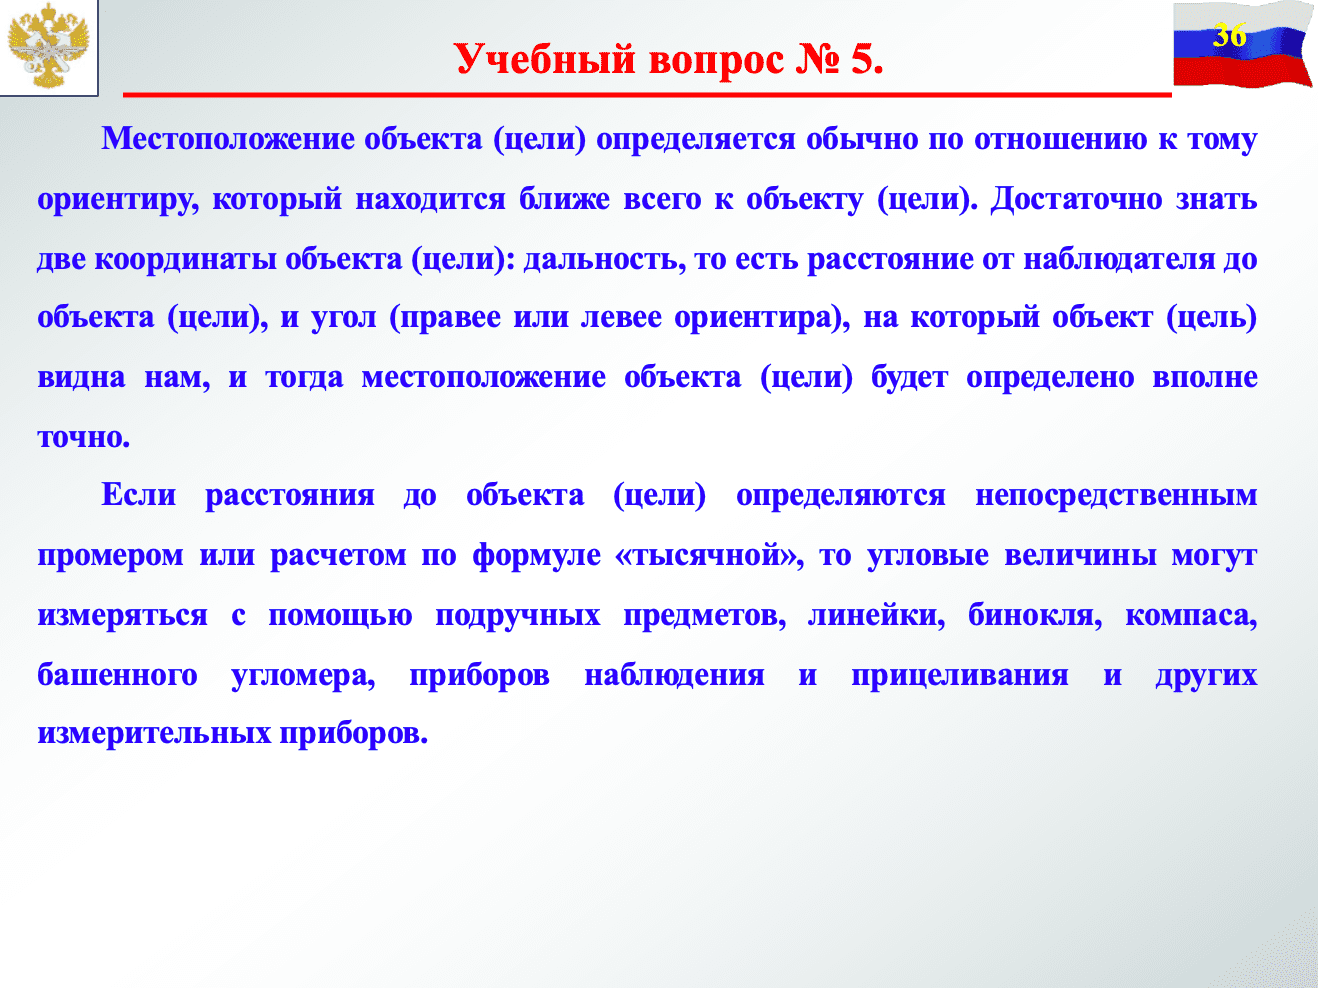 36
Учебный вопрос № 5.
Местоположение объекта (цели) определяется обычно по отношению к тому
ориентиру, который находится ближе всего к объекту (цели). Достаточно знать
две координаты объекта (цели): дальность, то есть расстояние от наблюдателя до
объекта (цели), и угол (правее или левее ориентира), на который объект (цель)
видна нам, и тогда местоположение объекта (цели) будет определено вполне
точно.
Если расстояния до объекта (цели) определяются непосредственным
промером или расчетом по формуле «тысячной», то угловые величины могут
измеряться с помощью подручных предметов, линейки, бинокля, компаса,
башенного угломера, приборов наблюдения и прицеливания и других
измерительных приборов.